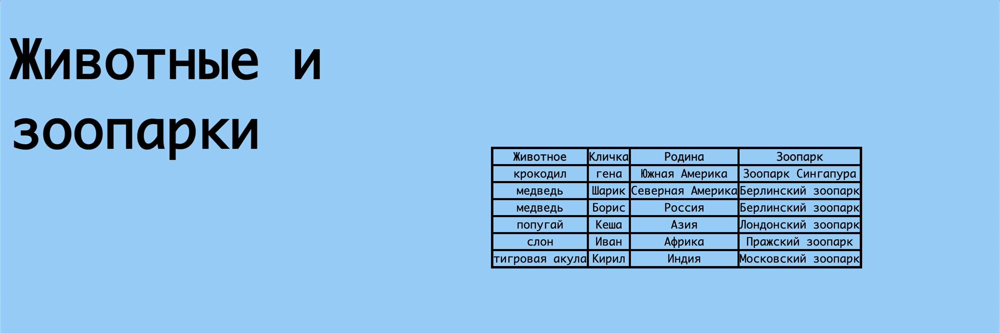 Животные и
зоопарки
Животное Кличка Родина Зоопарк
крокодил гена Южная Америка Зоопарк Сингапура
медведь Шарик Северная Америка Берлинский зоопарк
медведь Борис Россия Берлинский зоопарк
попугай Кеша Азия Лондонский зоопарк
слон Иван Африка Пражский зоопарк
тигровая акула Кирил Индия Московский зоопарк